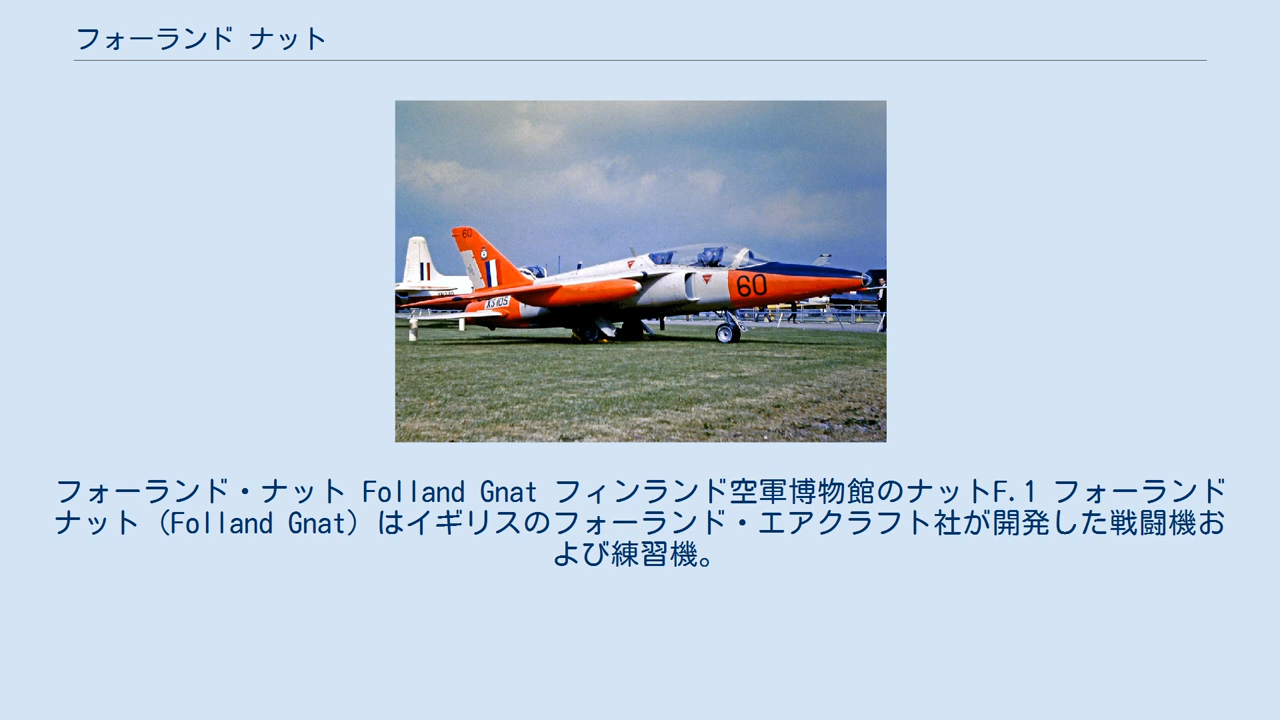 フォーランド ナット
60
60
XS105
フォーランド・ナット Folland Gnat フィンランド空軍博物館のナットF.1 フォーランド
ナット（Folland Gnat）はイギリスのフォーランド・エアクラフト社が開発した戦闘機お
よび練習機。